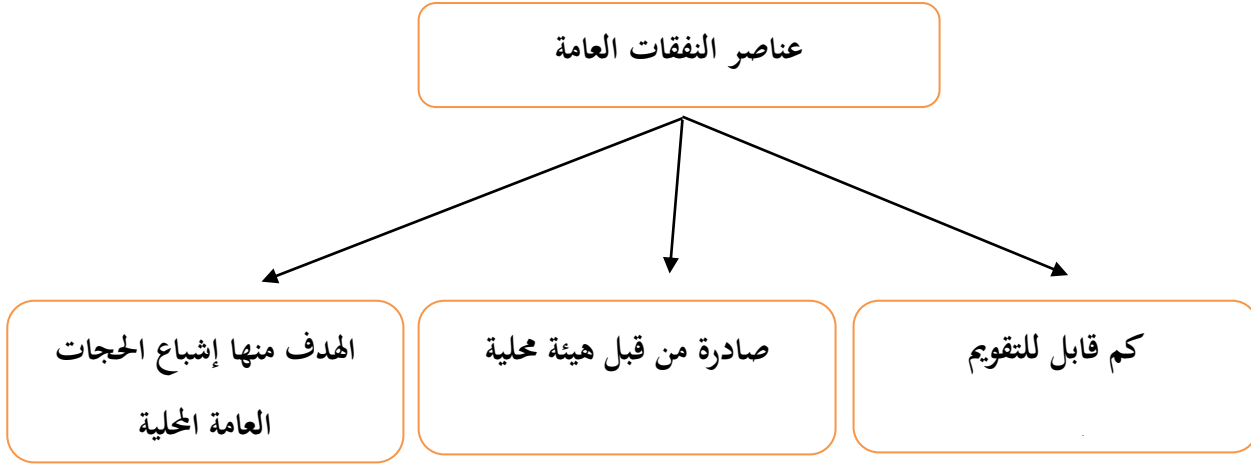 عناصر النفقات العامة
كم قابل للتقويم
صادرة من قبل هيئة محلية
الهدف منها إشباع الحجات
العامة المحلية